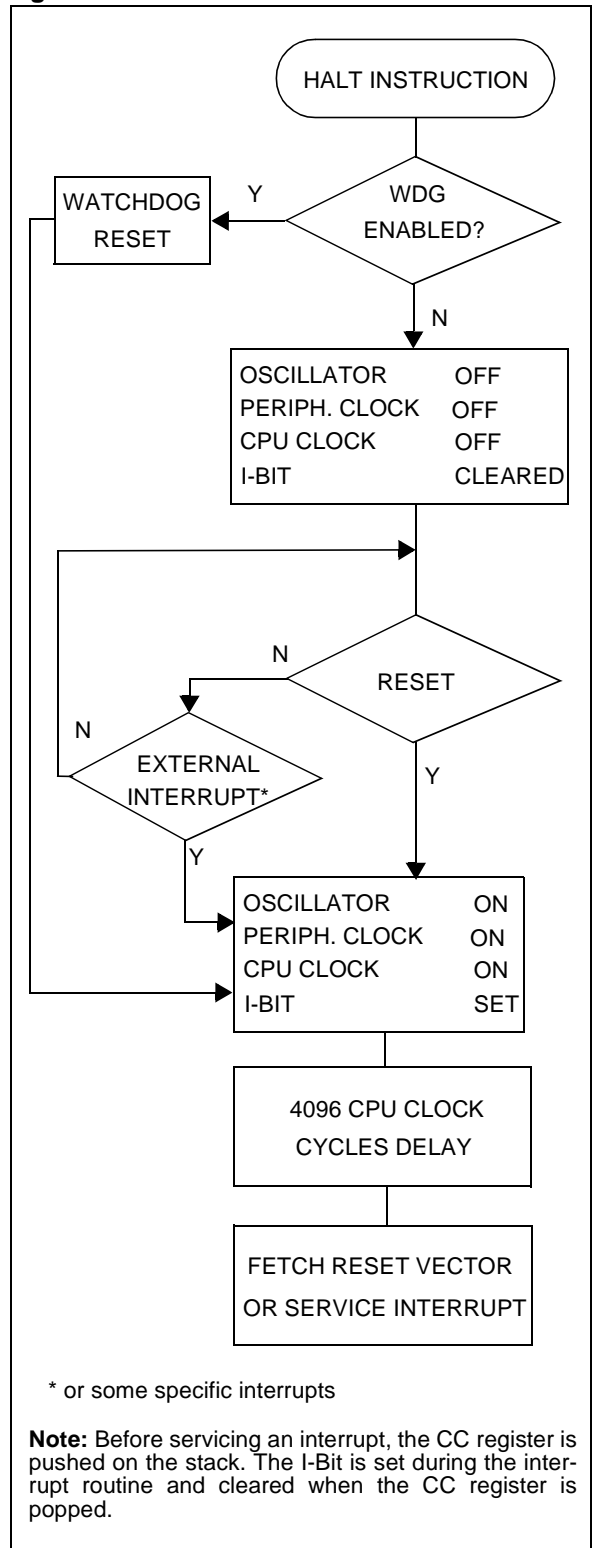 HALT INSTRUCTION
WDG
ENABLED?
Y
WATCHDOG
RESET
N
OSCILLATOR OFF
PERIPH. CLOCK OFF
CPU CLOCK OFF
I-BIT CLEARED
RESET
N
EXTERNAL
INTERRUPT*
N
Y
Y
OSCILLATOR ON
PERIPH. CLOCK ON
CPU CLOCK ON
I-BIT SET
4096 CPU CLOCK
CYCLES DELAY
FETCH RESET VECTOR
OR SERVICE INTERRUPT
* or some specific interrupts
Note: Before servicing an interrupt, the CC register is
pushed on the stack. The I-Bit is set during the inter-
rupt routine and cleared when the CC register is
popped.